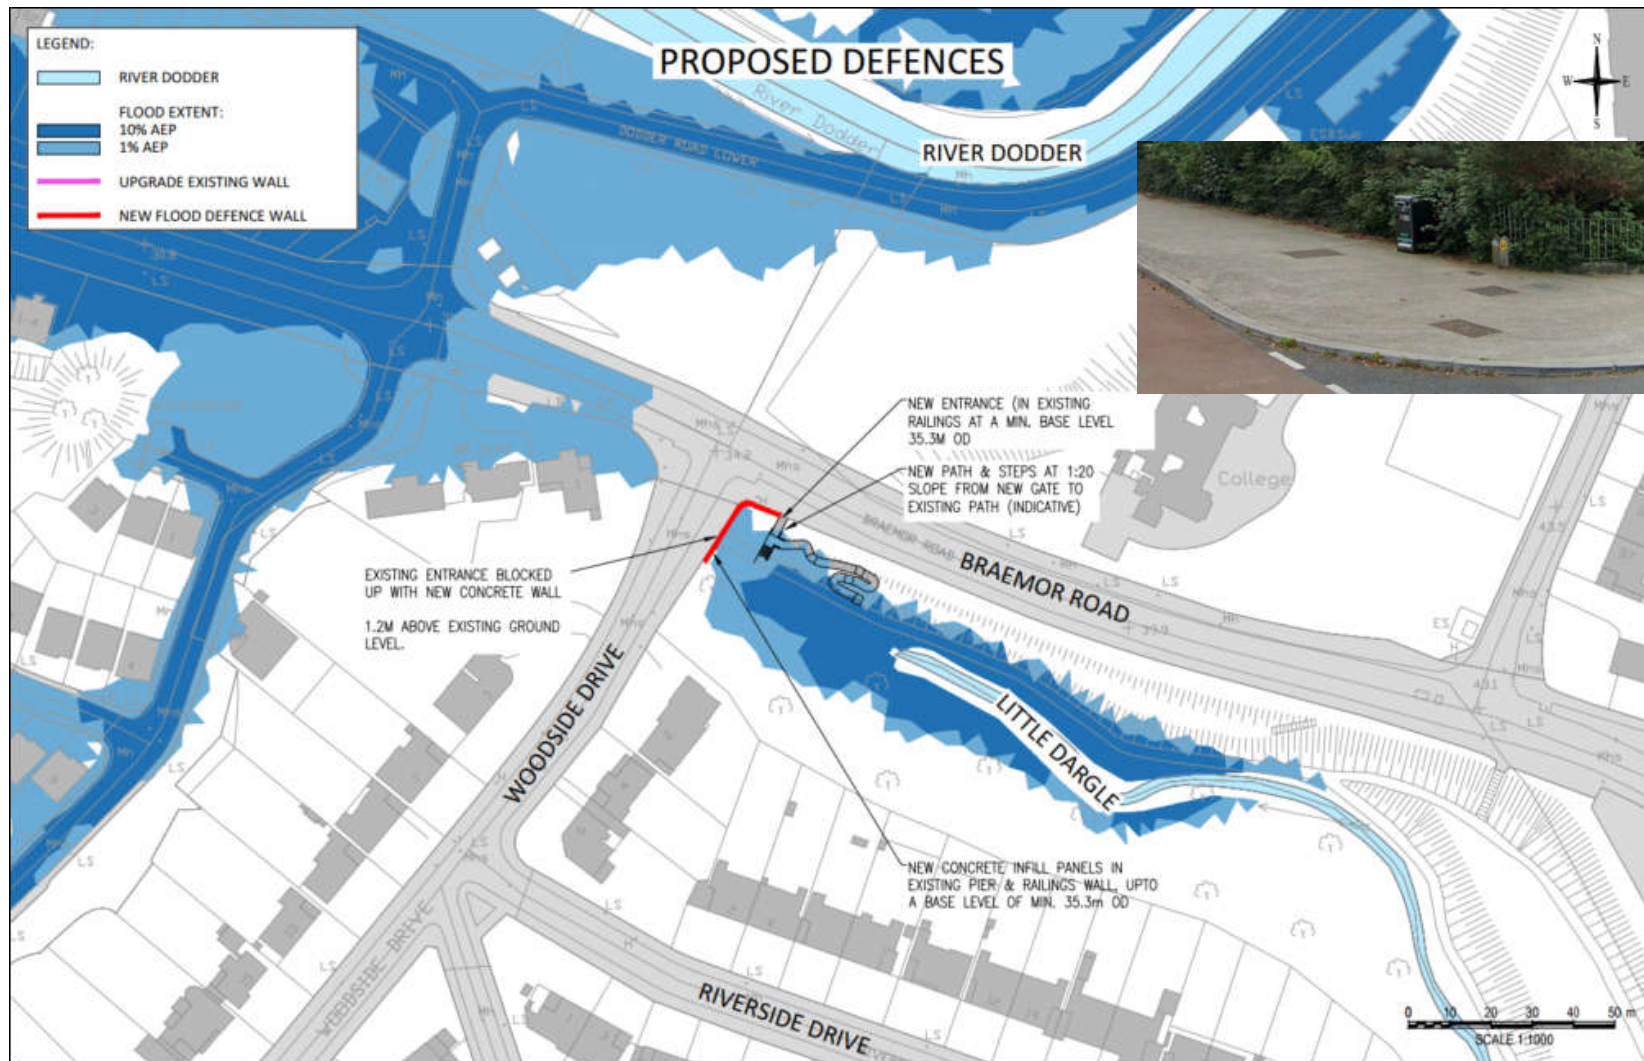 PROPOSED DEFENCES
LEGEND:
RIVER DODDER
FLOOD EXTENT:
10% AEP
1% AEP
UPGRADE EXISTING WALL
NEW FLOOD DEFENCE WALL
N
W E
S
River Dodder
RIVER DODDER
DODDER ROAD LOWER
NEW ENTRANCE (IN EXISTING
RAILINGS AT A MIN. BASE LEVEL
35.3M OD
NEW PATH & STEPS AT 1:20
SLOPE FROM NEW GATE TO
EXISTING PATH (INDICATIVE)
College
BRAEMOR ROAD
BRAEMOR ROAD
EXISTING ENTRANCE BLOCKED
UP WITH NEW CONCRETE WALL
1.2M ABOVE EXISTING GROUND
LEVEL.
WOODSIDE DRIVE
LITTLE DARGLE
NEW CONCRETE INFILL PANELS IN
EXISTING PIER & RAILINGS WALL, UPTO
A BASE LEVEL OF MIN. 35.3m OD
WOODSIDE DRIVE
RIVERSIDE DRIVE
0 10 20 30 40 50 m
SCALE 1:1000